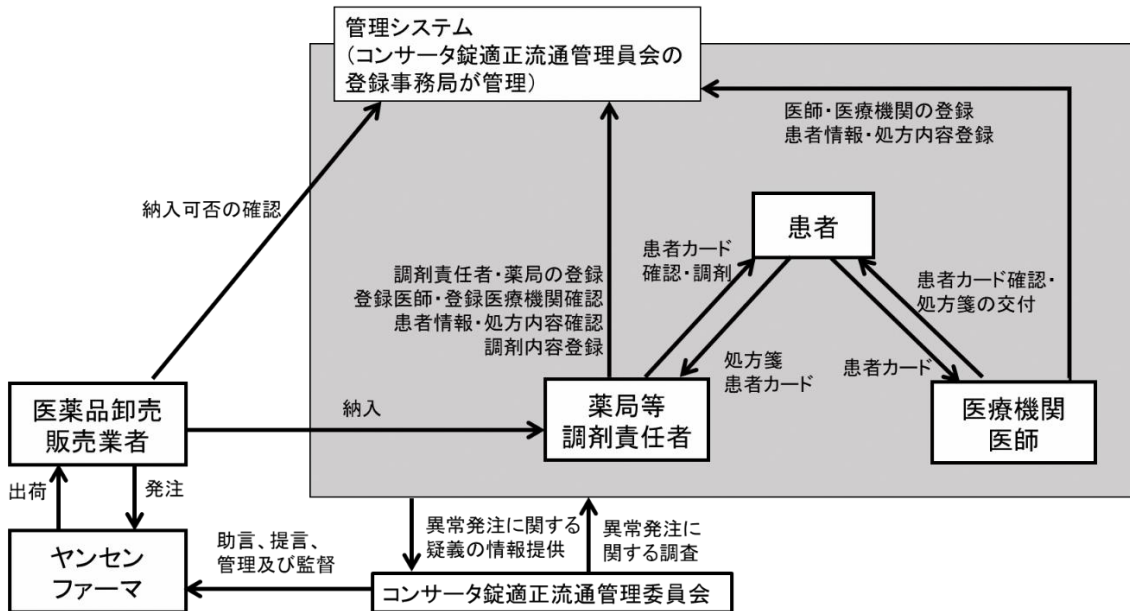 管理システム
(コンサータ錠適正流通管理員会の
登録事務局が管理)
医師・医療機関の登録
患者情報・処方内容登録
納入可否の確認
患者
患者カード
確認・調剤
調剤責任者・薬局の登録
登録医師・登録医療機関確認
患者情報・処方内容確認
調剤内容登録
患者カード確認・
処方箋の交付
処方箋
患者カード
患者カード
医薬品卸売
販売業者
納入
薬局等
調剤責任者
医療機関
医師
出荷
発注
異常発注に関する
疑義の情報提供
異常発注に
関する調査
ヤンセン
ファーマ
助言、提言、
管理及び監督
コンサータ錠適正流通管理委員会